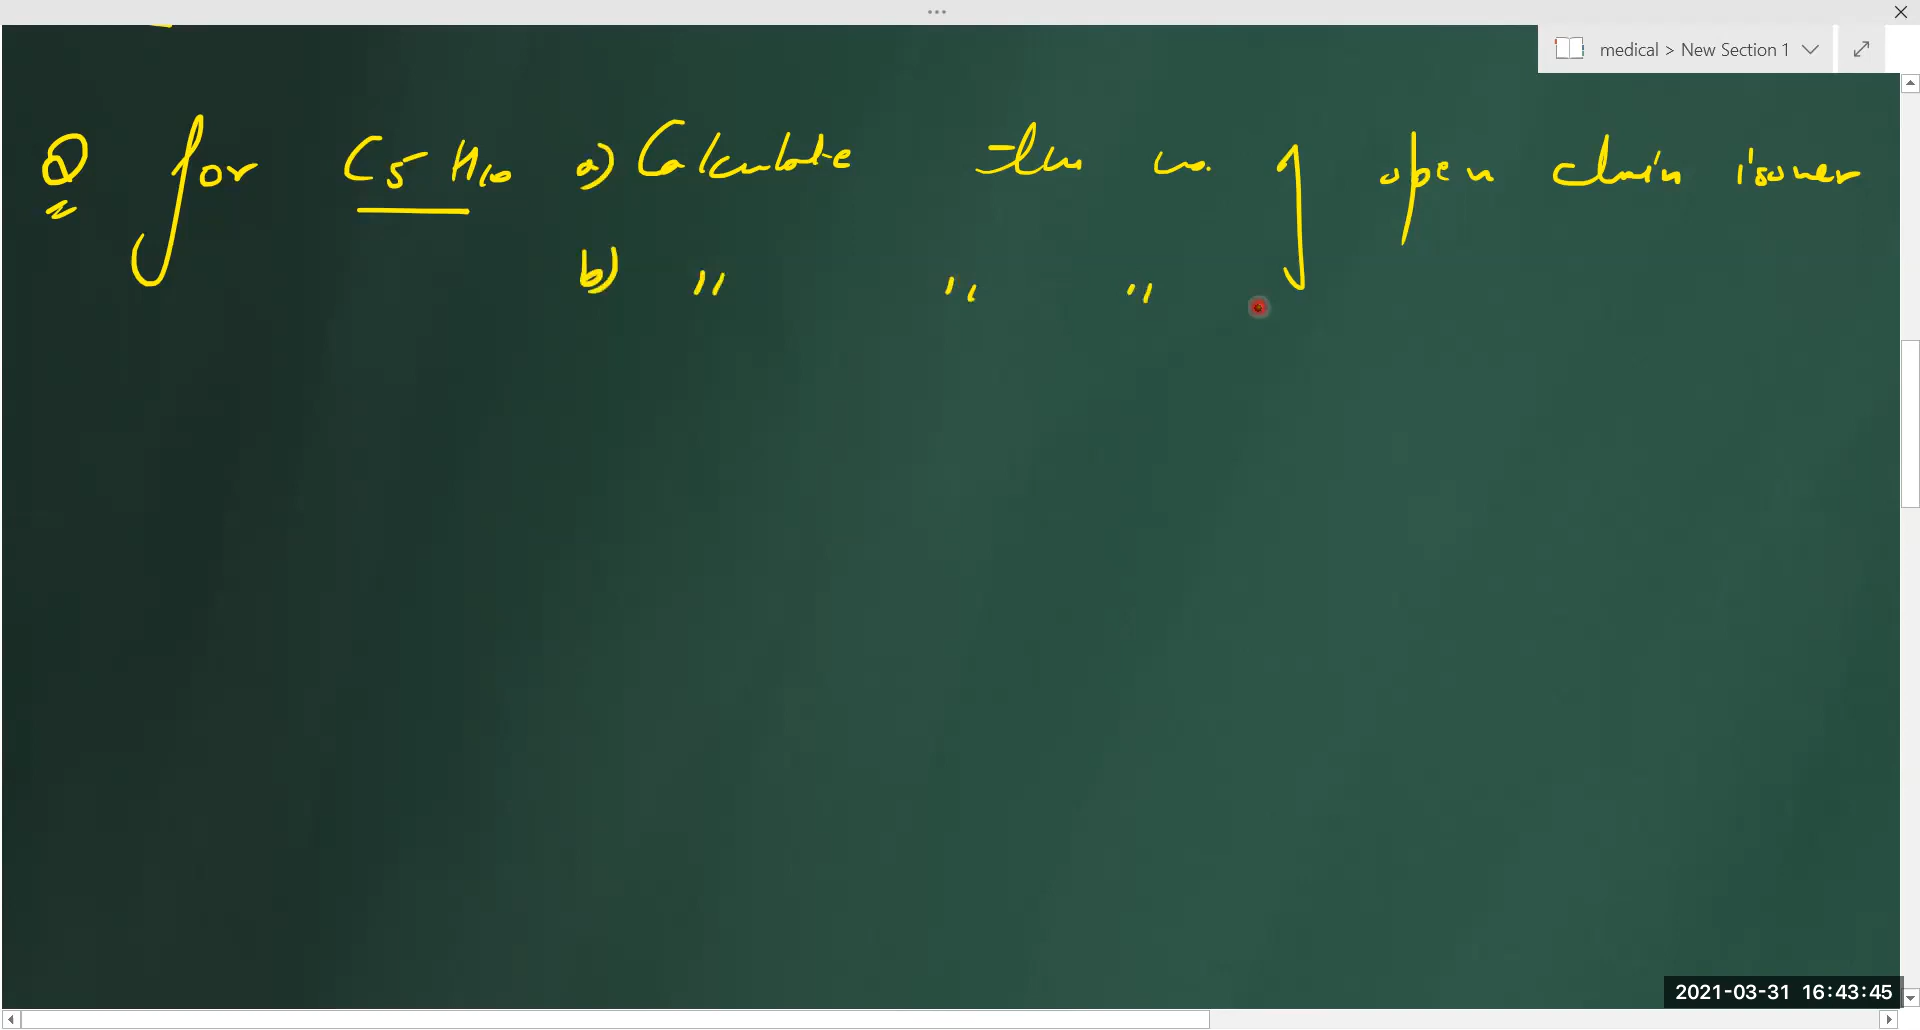 medical > New Section 1
Q for C5H10 a) Calculate the no. of open chain isomer
b) " " "
2021-03-31 16:43:45